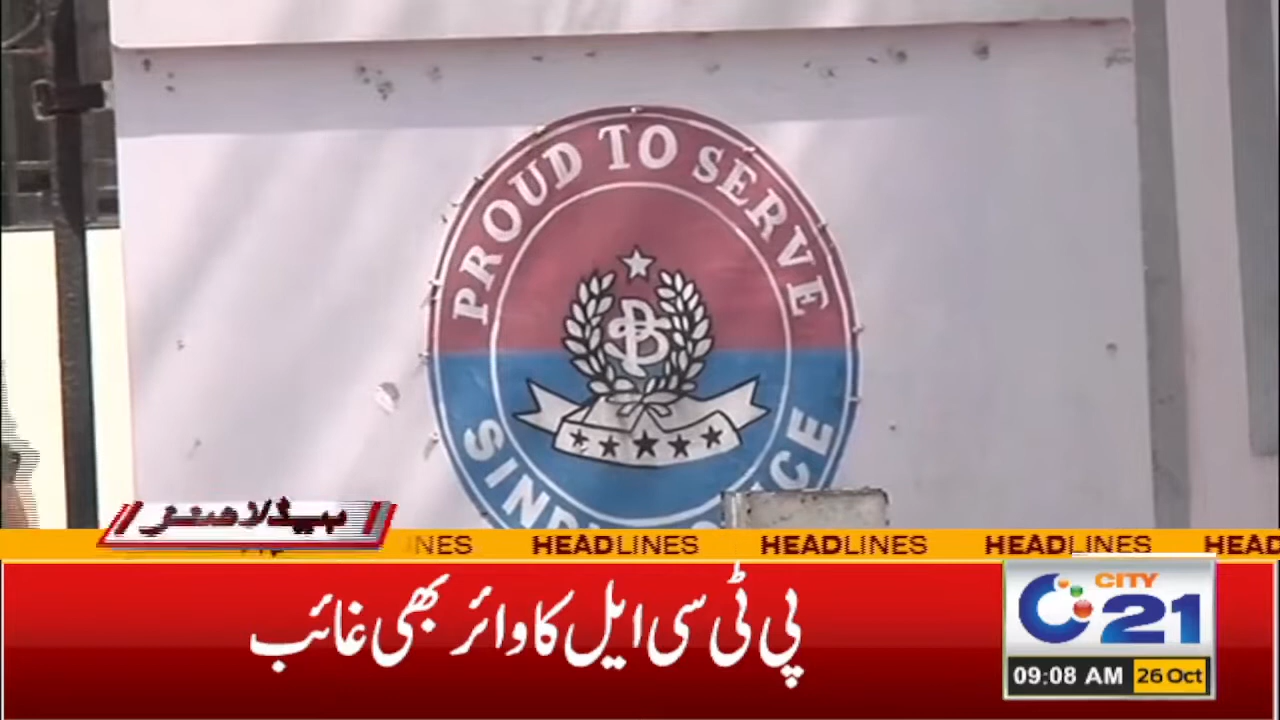 PROUD TO SERVE
ہیڈلائنز
NES HEADLINES HEADLINES HEADLINES HEAD
پی ٹی سی ایل کا وائر بھی غائب
CITY
21
09:08 AM 26 Oct